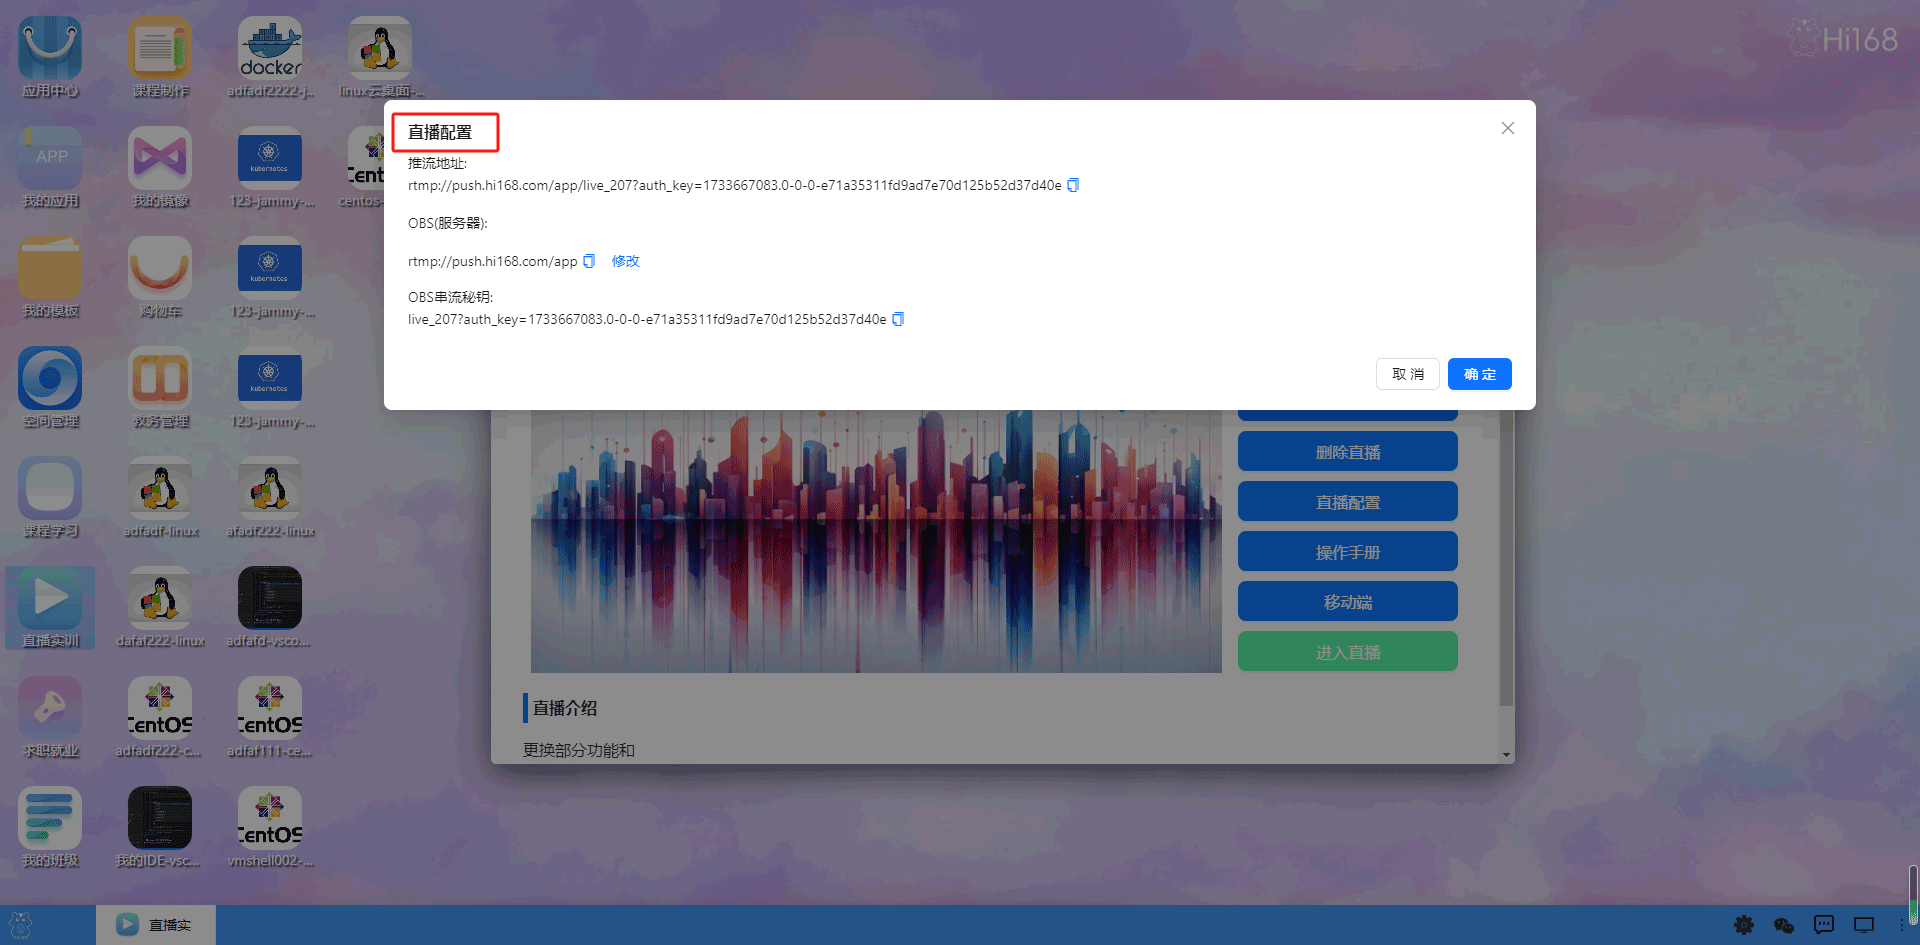 Hi168
应用中心
课程制作
docker
adfadf2222-j...
linux云桌面-...
APP
我的应用
我的镜像
kubernetes
123-jammy-...
CentOS
centos-
我的模板
购物车
kubernetes
123-jammy-...
空间管理
教务管理
kubernetes
123-jammy-...
课程学习
adfadf-linux
afadf222-linux
直播实训
dafaf222-linux
adfafd-vsco...
求职就业
CentOS
adfadf222-c...
CentOS
adfaf111-ce...
我的班级
我的IDE-vsc...
CentOS
vmshell002-...
直播配置
推流地址:
rtmp://push.hi168.com/app/live_207?auth_key=1733667083.0-0-0-e71a35311fd9ad7e70d125b52d37d40e
OBS(服务器):
rtmp://push.hi168.com/app 修改
OBS串流秘钥:
live_207?auth_key=1733667083.0-0-0-e71a35311fd9ad7e70d125b52d37d40e
取 消
确 定
删除直播
直播配置
操作手册
移动端
进入直播
直播介绍
更换部分功能和
直播实